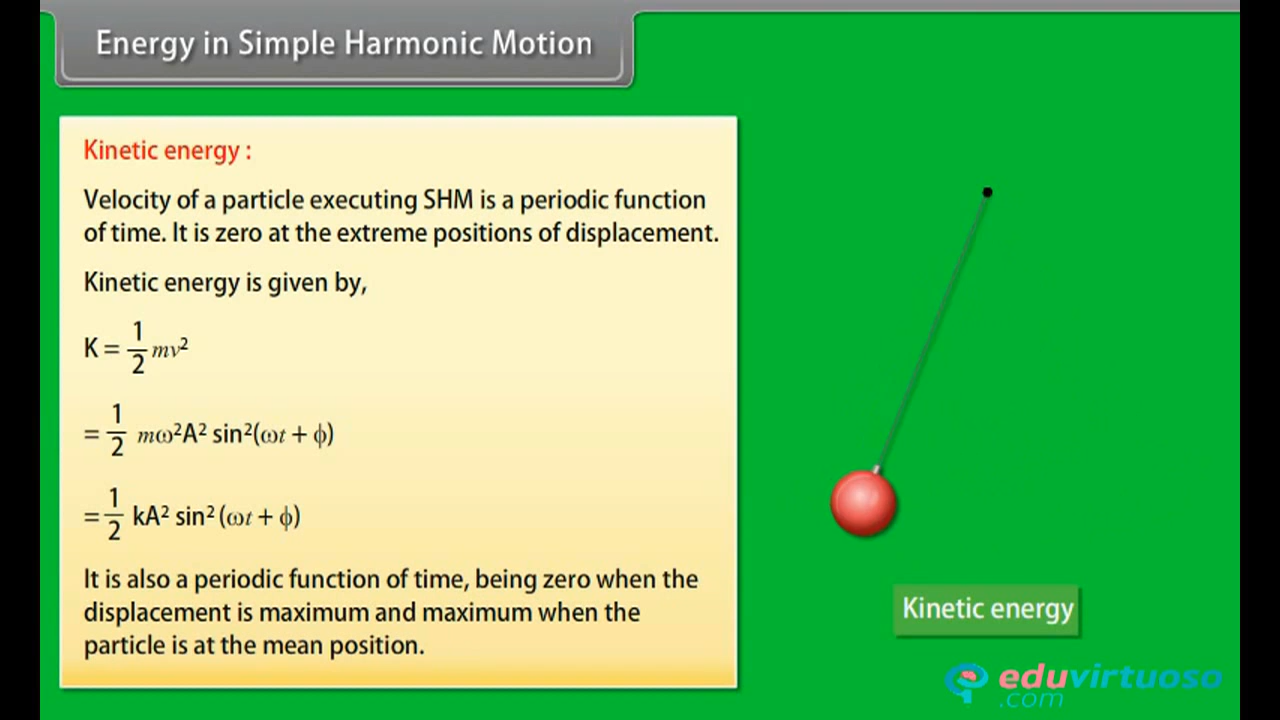 Energy in Simple Harmonic Motion
Kinetic energy :
Velocity of a particle executing SHM is a periodic function
of time. It is zero at the extreme positions of displacement.
Kinetic energy is given by,
K = 1/2 mv²
= 1/2 mω²A² sin²(ωt + ϕ)
= 1/2 kA² sin² (ωt + ϕ)
It is also a periodic function of time, being zero when the
displacement is maximum and maximum when the
particle is at the mean position.
Kinetic energy
eduvirtuoso
.com